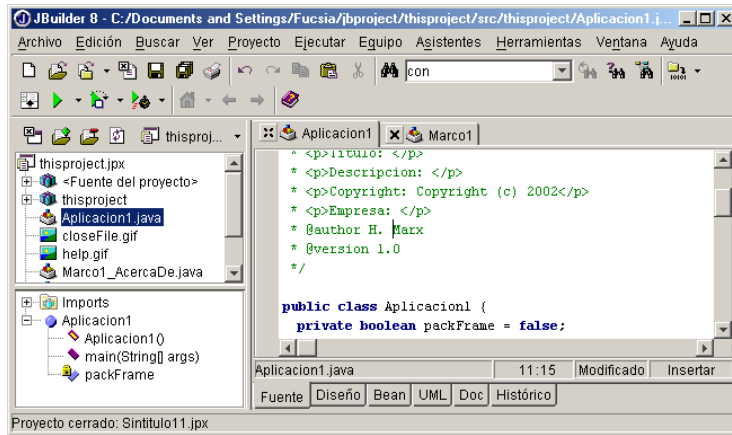 JBuilder 8 - C:/Documents and Settings/Fucsia/jbproject/thisproject/src/thisproject/Aplicacion1.j...
Archivo Edición Buscar Ver Proyecto Ejecutar Equipo Asistentes Herramientas Ventana Ayuda
con
thisproj...
thisproject.jpx
<Fuente del proyecto>
thisproject
Aplicacion1.java
closeFile.gif
help.gif
Marco1_AcercaDe.java
Imports
Aplicacion1
Aplicacion1()
main(String[] args)
packFrame
Aplicacion1 Marco1
* <p>Titulo: </p>
* <p>Descripcion: </p>
* <p>Copyright: Copyright (c) 2002</p>
* <p>Empresa: </p>
* @author H. Marx
* @version 1.0
*/
public class Aplicacion1 {
private boolean packFrame = false;
Aplicacion1.java 11:15 Modificado Insertar
Fuente Diseño Bean UML Doc Histórico
Proyecto cerrado: Sintitulo11.jpx